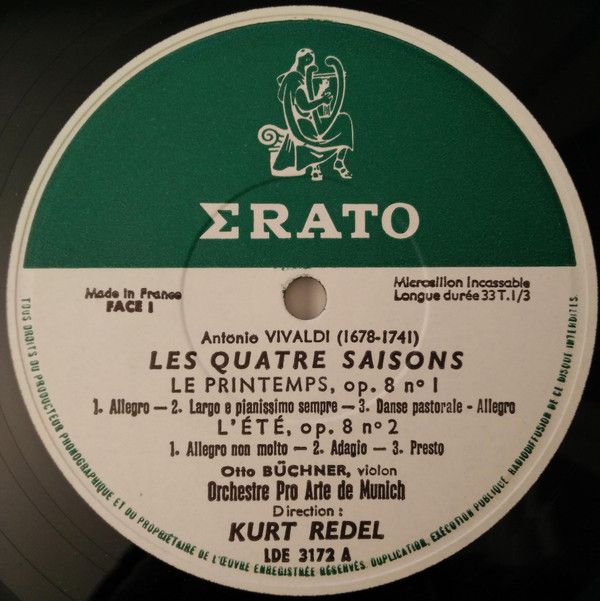 ΣRATO
Made in France
FACE 1
Microsillon Incassable
Longue durée 33 T.1/3
Antonio VIVALDI (1678-1741)
LES QUATRE SAISONS
LE PRINTEMPS, op. 8 nº 1
1. Allegro — 2. Largo e pianissimo sempre — 3. Danse pastorale - Allegro
L'ÉTÉ, op. 8 nº 2
1. Allegro non molto — 2. Adagio — 3. Presto
Otto BÜCHNER, violon
Orchestre Pro Arte de Munich
Direction :
KURT REDEL
LDE 3172 A
TOUS DROITS DU PRODUCTEUR PHONOGRAPHIQUE ET DU PROPRIÉTAIRE DE L'ŒUVRE ENREGISTRÉE RÉSERVÉS. DUPLICATION, EXÉCUTION PUBLIQUE, RADIODIFFUSION DE CE DISQUE INTERDITES.